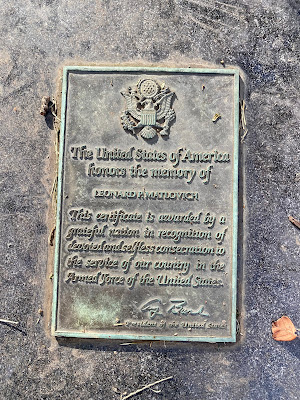 The United States of America
honors the memory of
LEONARD P. MATLOVICH
This certificate is awarded by a
grateful nation in recognition of
devoted and selfless consecration to
the service of our country in the
Armed Force of the United States.
President of the United States